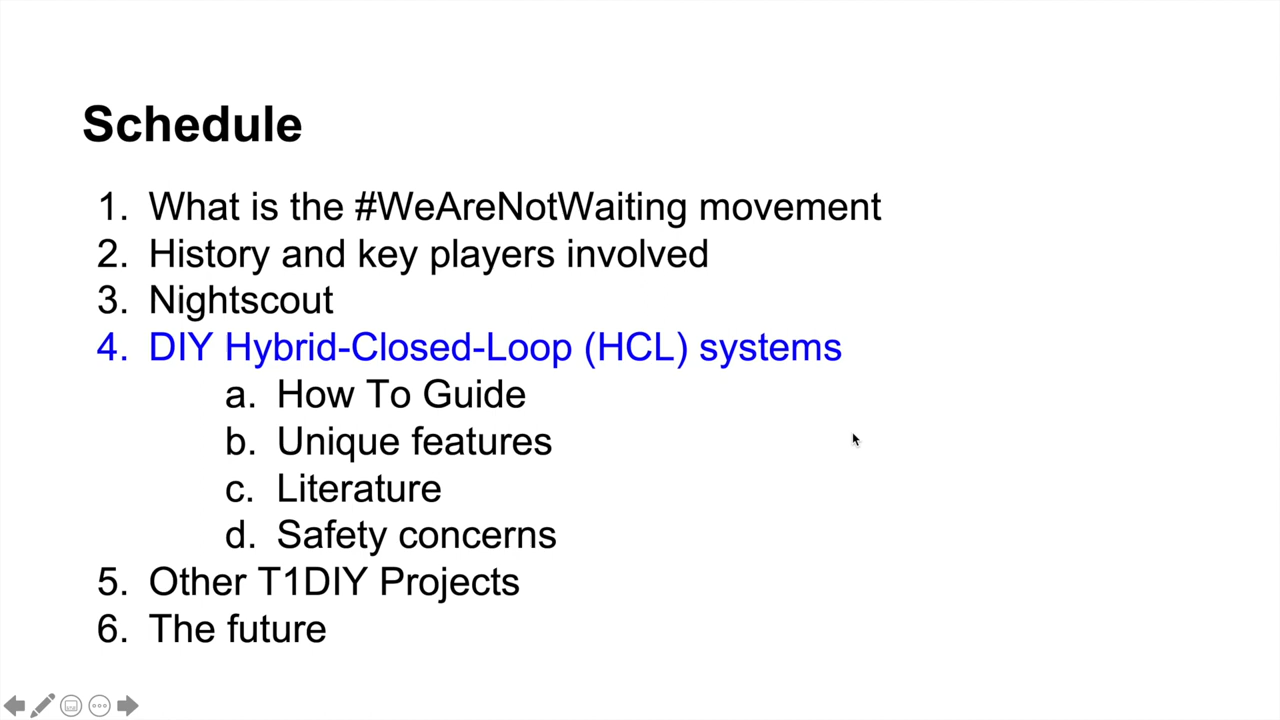 Schedule
1. What is the #WeAreNotWaiting movement
2. History and key players involved
3. Nightscout
4. DIY Hybrid-Closed-Loop (HCL) systems
a. How To Guide
b. Unique features
c. Literature
d. Safety concerns
5. Other T1DIY Projects
6. The future